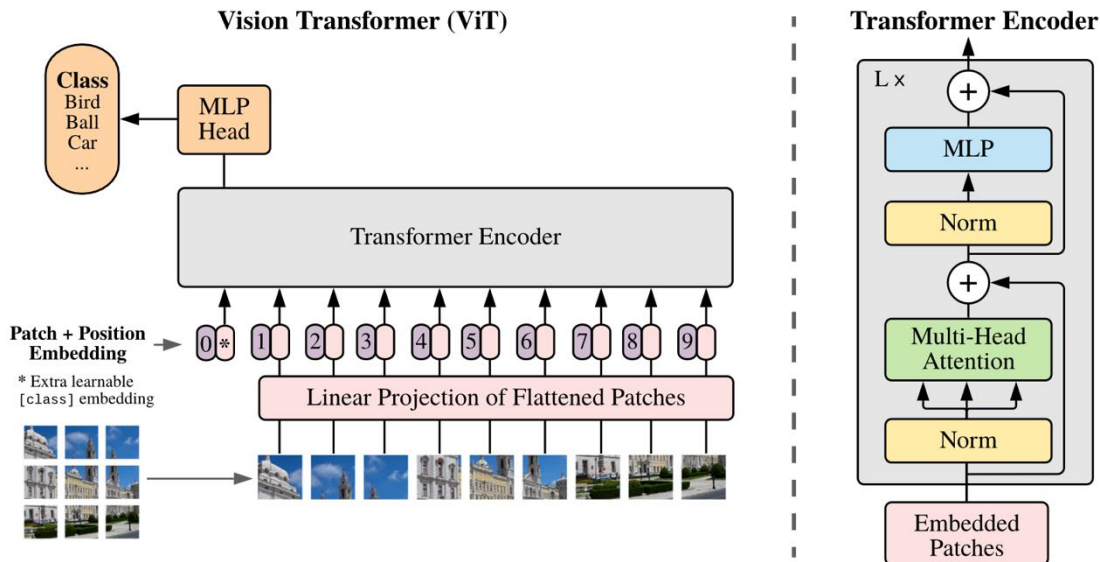 Vision Transformer (ViT)
Class
Bird
Ball
Car
...
MLP
Head
Transformer Encoder
0 * 1 2 3 4 5 6 7 8 9
Patch + Position
Embedding
* Extra learnable
[class] embedding
Linear Projection of Flattened Patches
Transformer Encoder
L ×
+
MLP
Norm
+
Multi-Head
Attention
Norm
Embedded
Patches